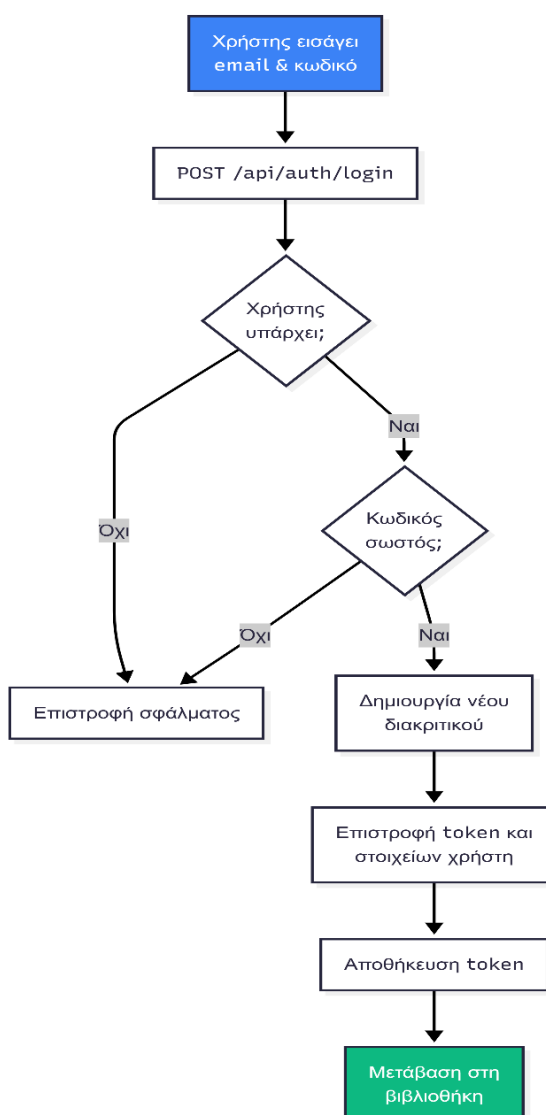 Χρήστης εισάγει
email & κωδικό
POST /api/auth/login
Χρήστης
υπάρχει;
Ναι
Όχι
Κωδικός
σωστός;
Όχι
Ναι
Επιστροφή σφάλματος
Δημιουργία νέου
διακριτικού
Επιστροφή token και
στοιχείων χρήστη
Αποθήκευση token
Μετάβαση στη
βιβλιοθήκη